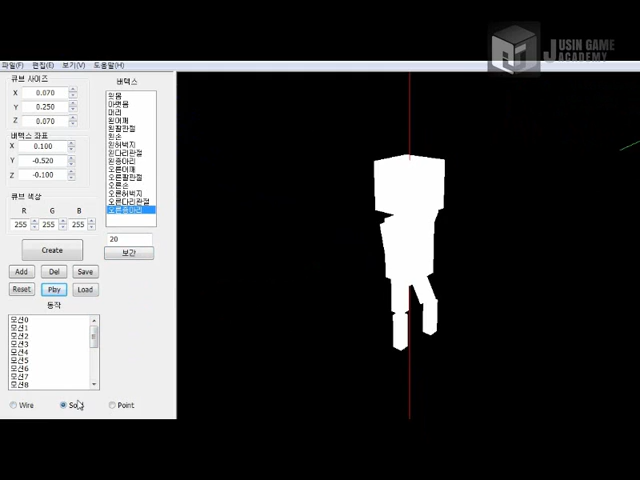 JUSIN GAME
ACADEMY
파일(F) 편집(E) 보기(V) 도움말(H)
큐브 사이즈
X 0.070
Y 0.250
Z 0.070
버텍스 좌표
X 0.100
Y -0.520
Z -0.100
큐브 색상
R G B
255 255 255
Create
Add Del Save
Reset Play Load
동작
모션0
모션1
모션2
모션3
모션4
모션5
모션6
모션7
모션8
Wire Point
버텍스
윗몸
아랫몸
머리
왼어깨
왼팔관절
왼손
왼허벅지
왼다리관절
왼종아리
오른어깨
오른팔관절
오른손
오른허벅지
오른다리관절
오른종아리
20
보간